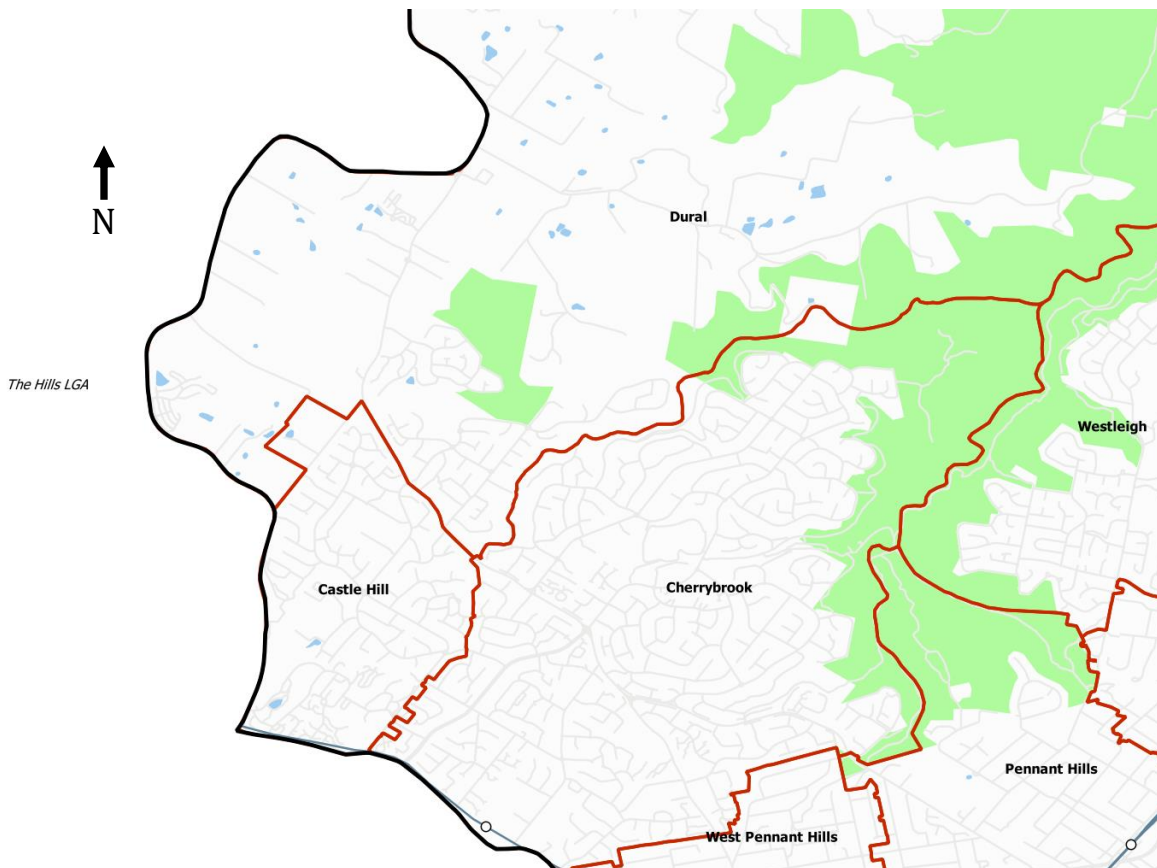 N
Dural
The Hills LGA
Westleigh
Castle Hill
Cherrybrook
Pennant Hills
West Pennant Hills